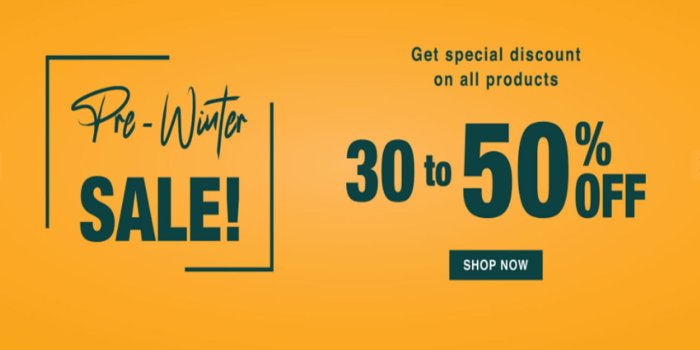 Pre-Winter
SALE!
Get special discount
on all products
30 to 50% OFF
SHOP NOW